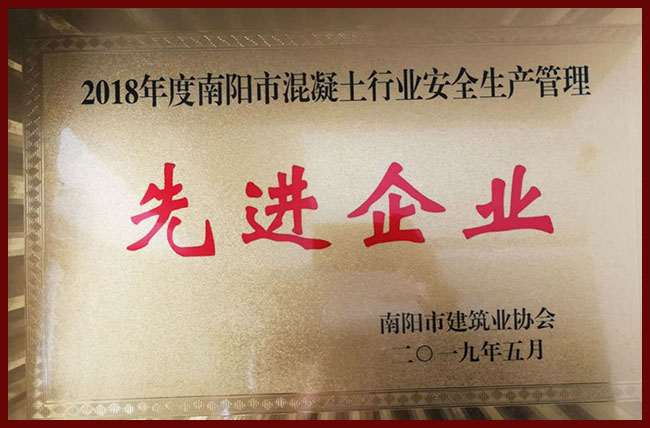 2018年度南阳市混凝土行业安全生产管理
先进企业
南阳市建筑业协会
二〇一九年五月